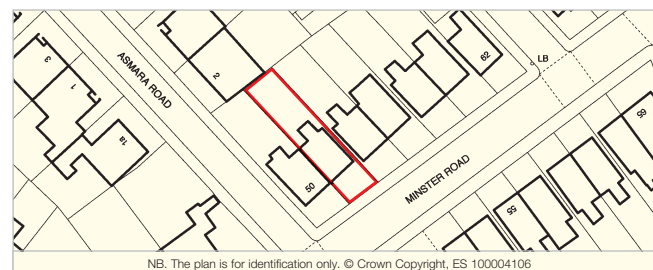 3
1
1a
ASMARA ROAD
2
62
LB
50
MINSTER ROAD
55
65
NB. The plan is for identification only. © Crown Copyright, ES 100004106